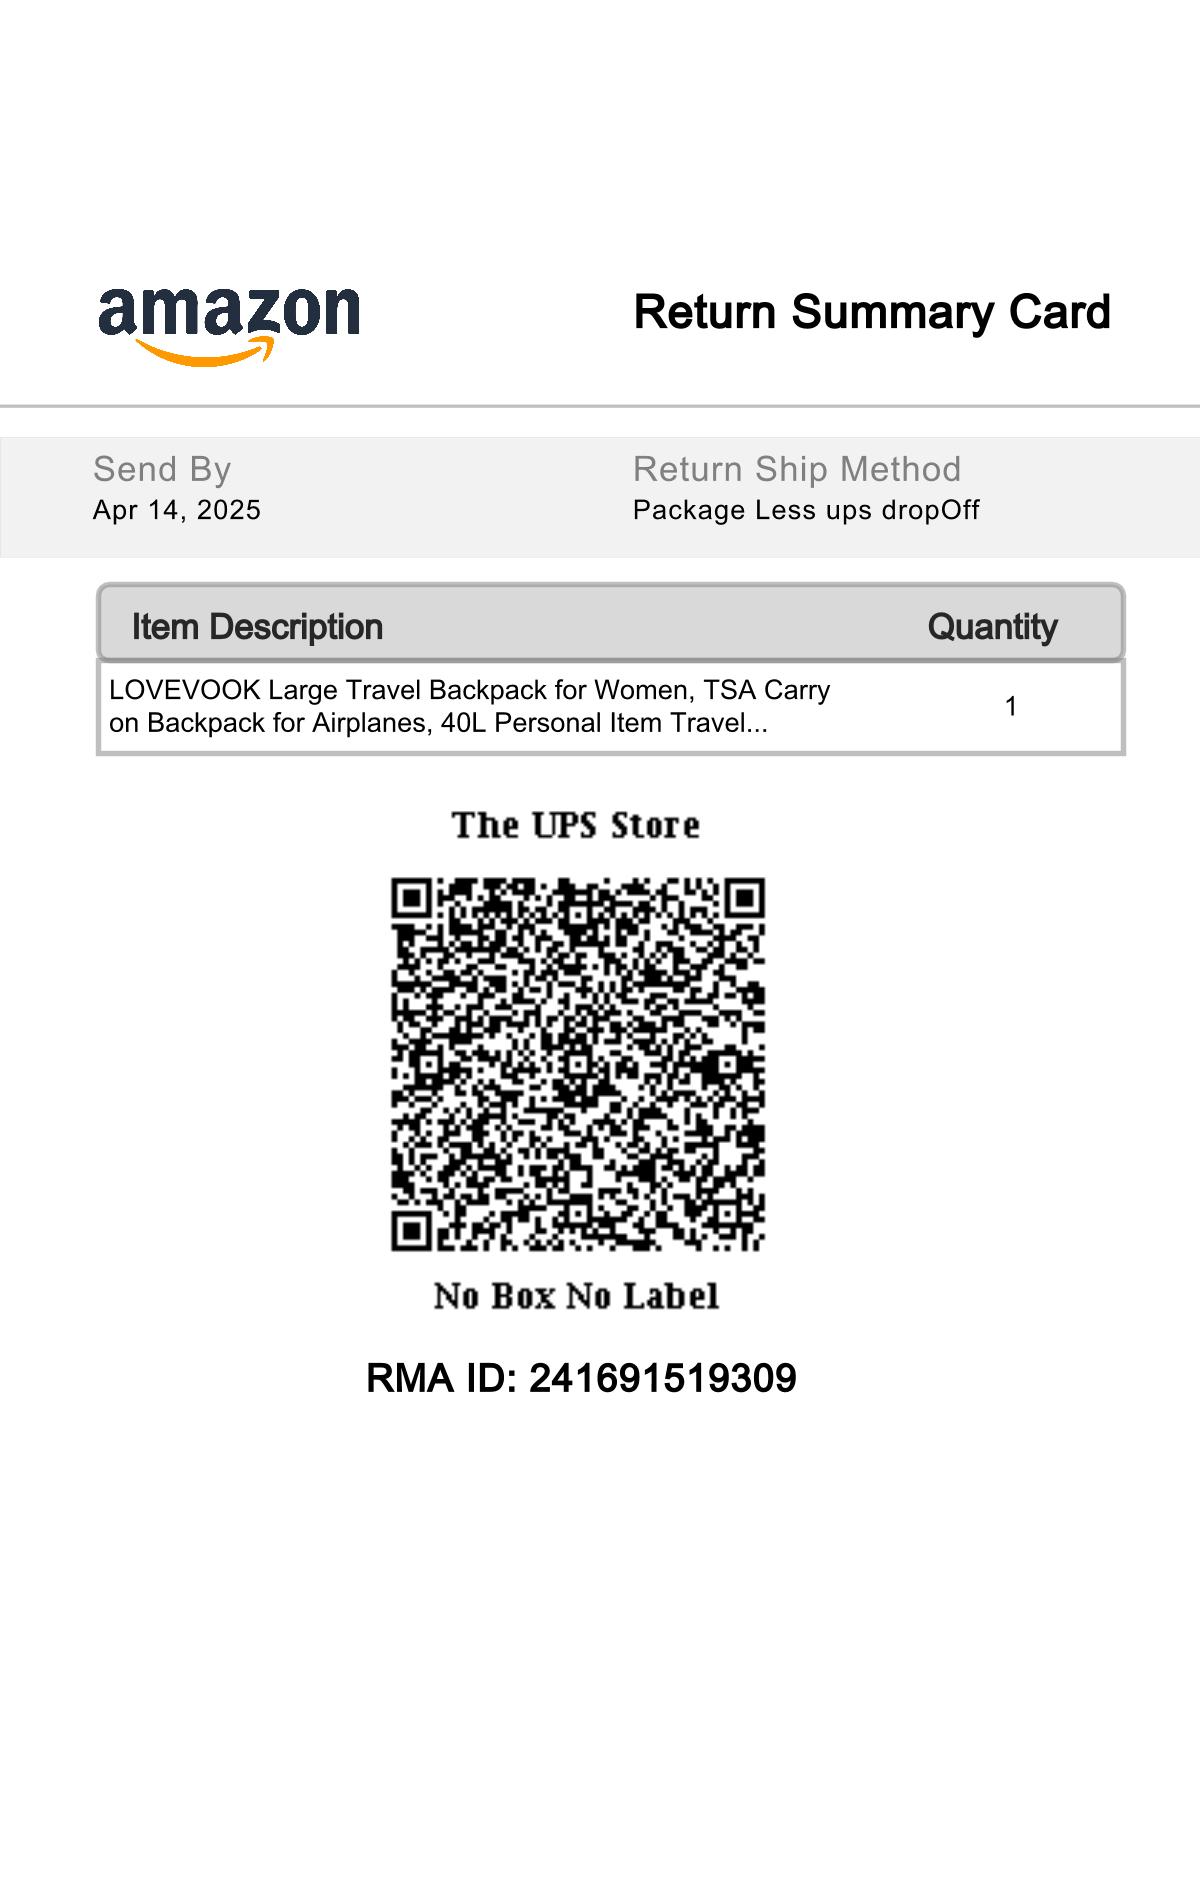 amazon
Return Summary Card
Send By
Return Ship Method
Apr 14, 2025
Package Less ups dropOff
Item Description
Quantity
LOVEVOOK Large Travel Backpack for Women, TSA Carry
on Backpack for Airplanes, 40L Personal Item Travel...
1
The UPS Store
No Box No Label
RMA ID: 241691519309